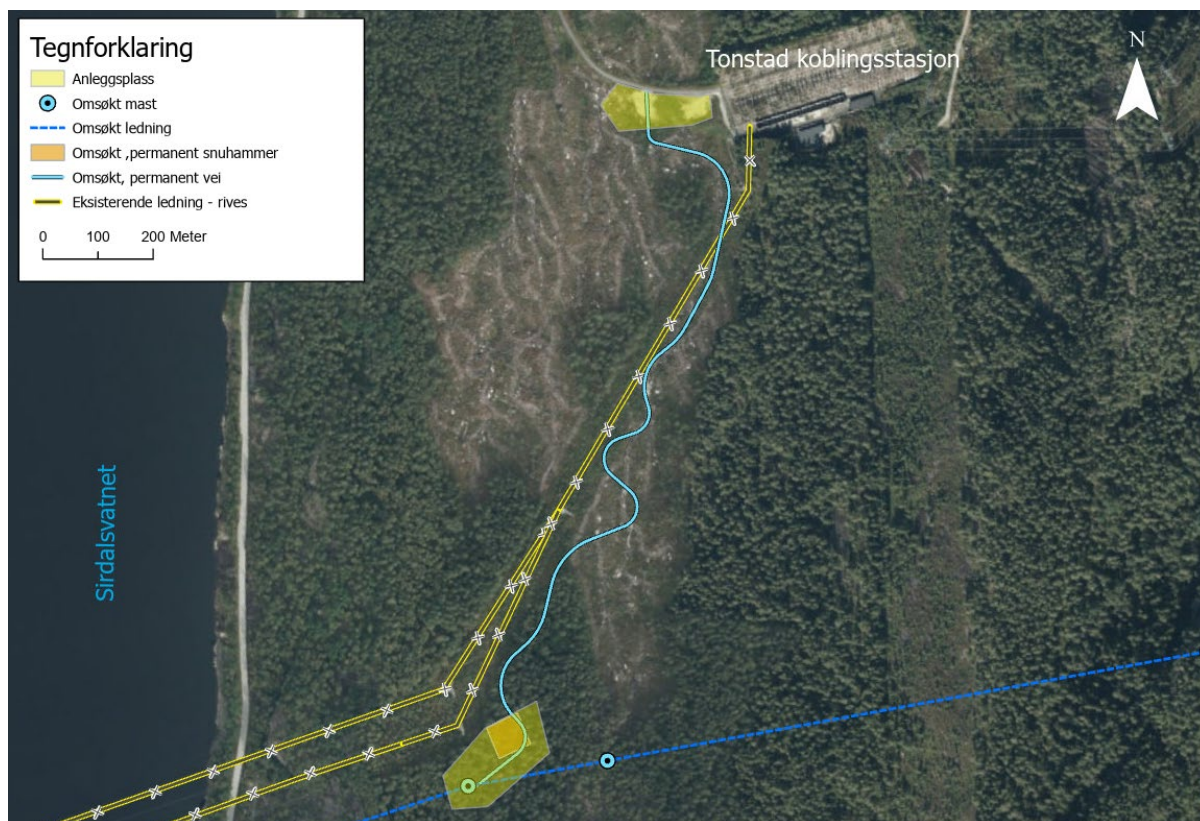 Tegnforklaring
Anleggsplass
Omsøkt mast
Omsøkt ledning
Omsøkt ,permanent snuhammer
Omsøkt, permanent vei
Eksisterende ledning - rives
0 100 200 Meter
Tonstad koblingsstasjon
N
Sirdalsvatnet